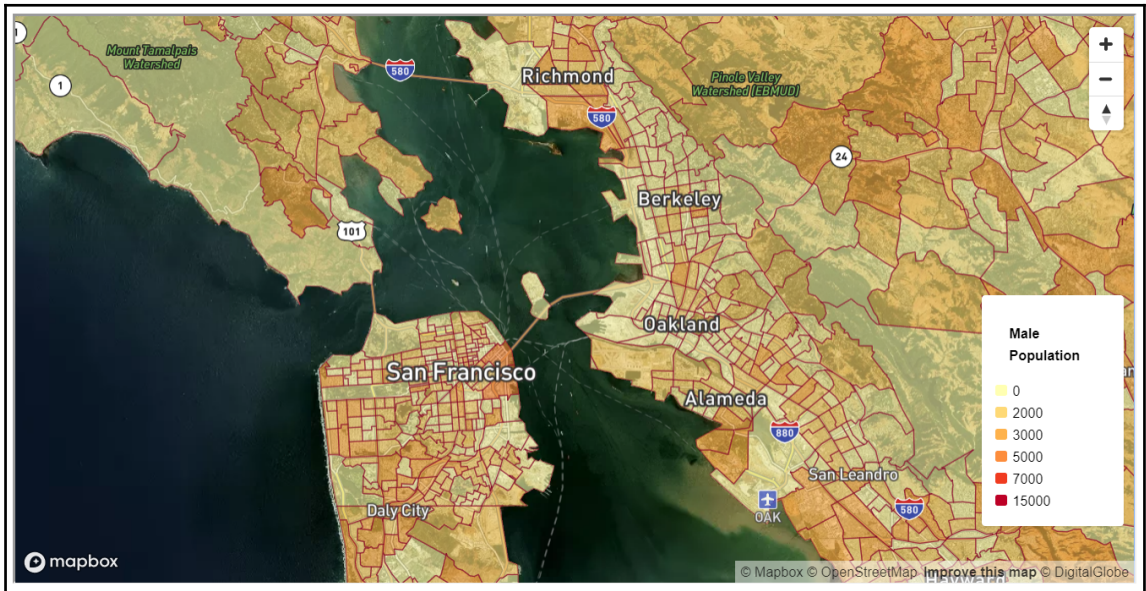 1
Mount Tamalpais
Watershed
1
580
Richmond
Pinole Valley
Watershed (EBMUD)
580
24
Berkeley
101
Oakland
San Francisco
Alameda
880
San Leandro
OAK
580
Daly City
Hayward
Male
Population
0
2000
3000
5000
7000
15000
mapbox
© Mapbox © OpenStreetMap Improve this map © DigitalGlobe